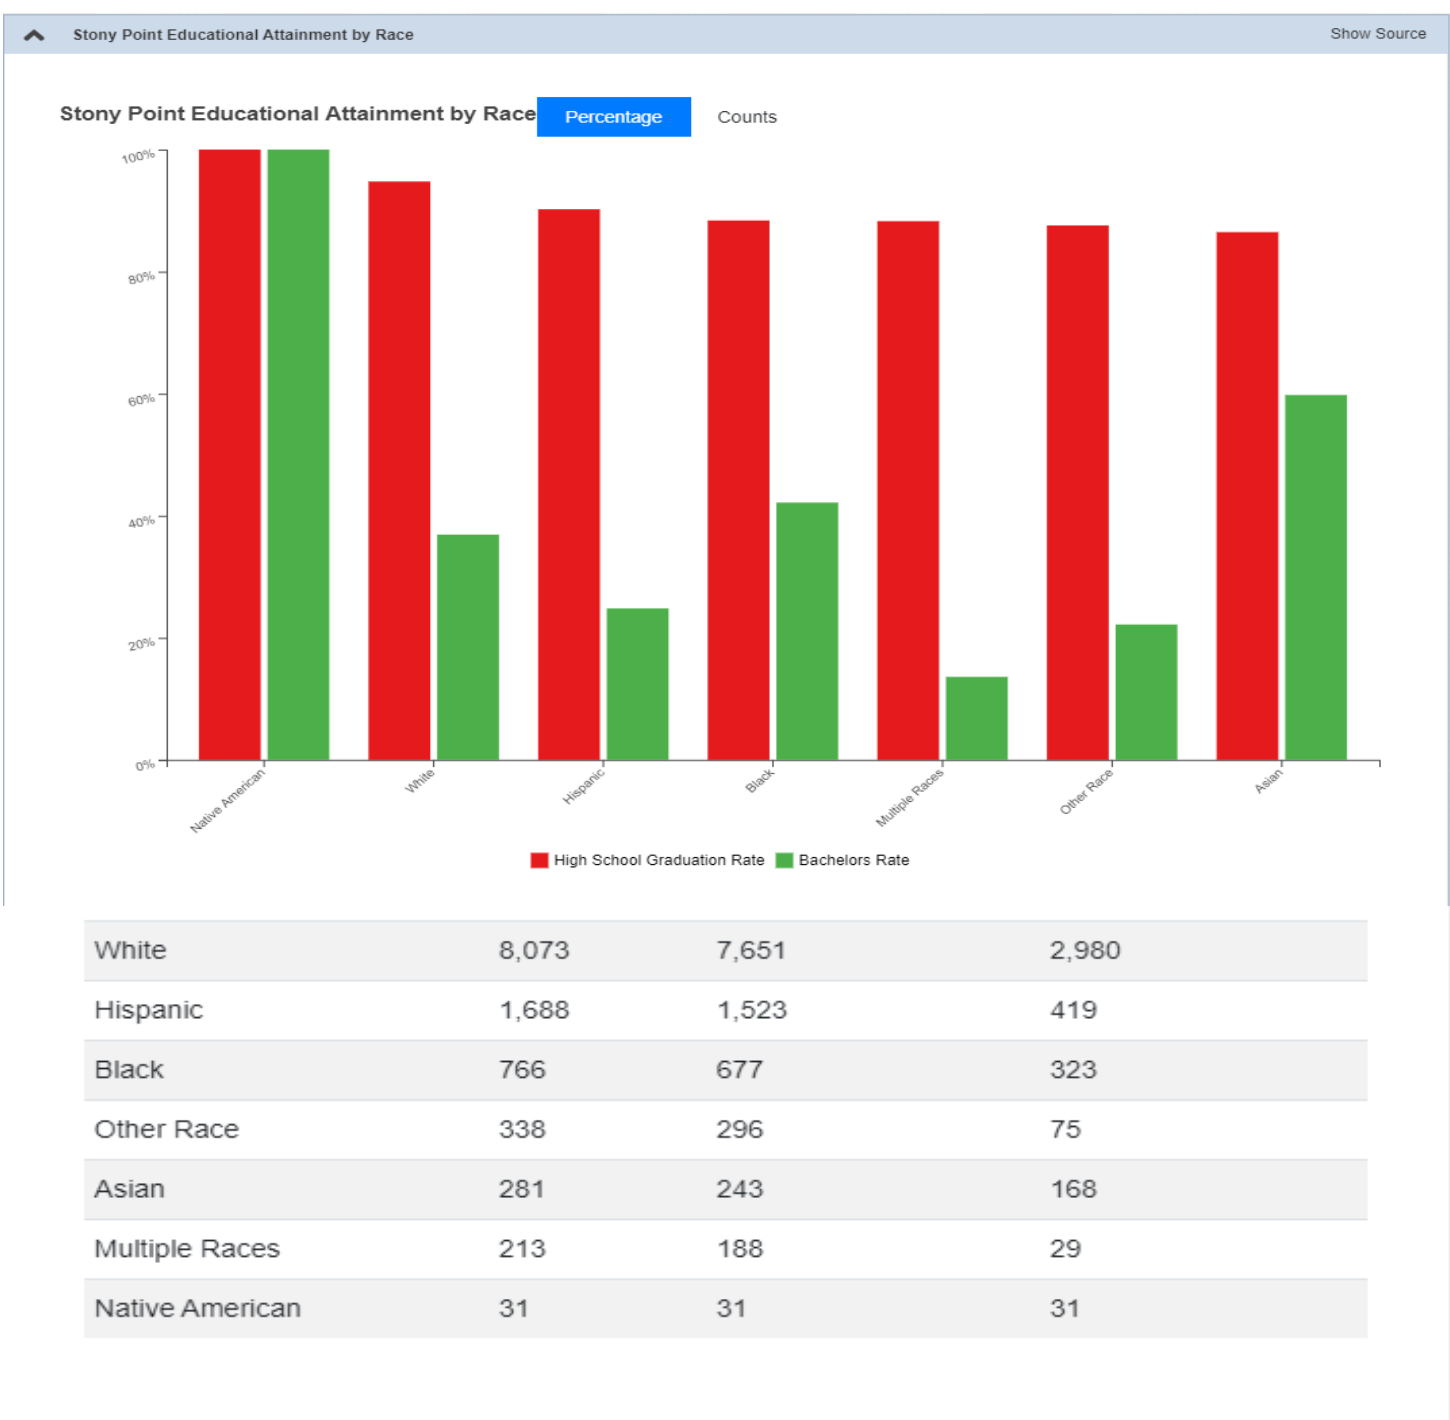 Stony Point Educational Attainment by Race Show Source
Stony Point Educational Attainment by Race Percentage Counts
100%
80%
60%
40%
20%
0%
Native American White Hispanic Black Multiple Races Other Race Asian
High School Graduation Rate Bachelors Rate
White 8,073 7,651 2,980
Hispanic 1,688 1,523 419
Black 766 677 323
Other Race 338 296 75
Asian 281 243 168
Multiple Races 213 188 29
Native American 31 31 31